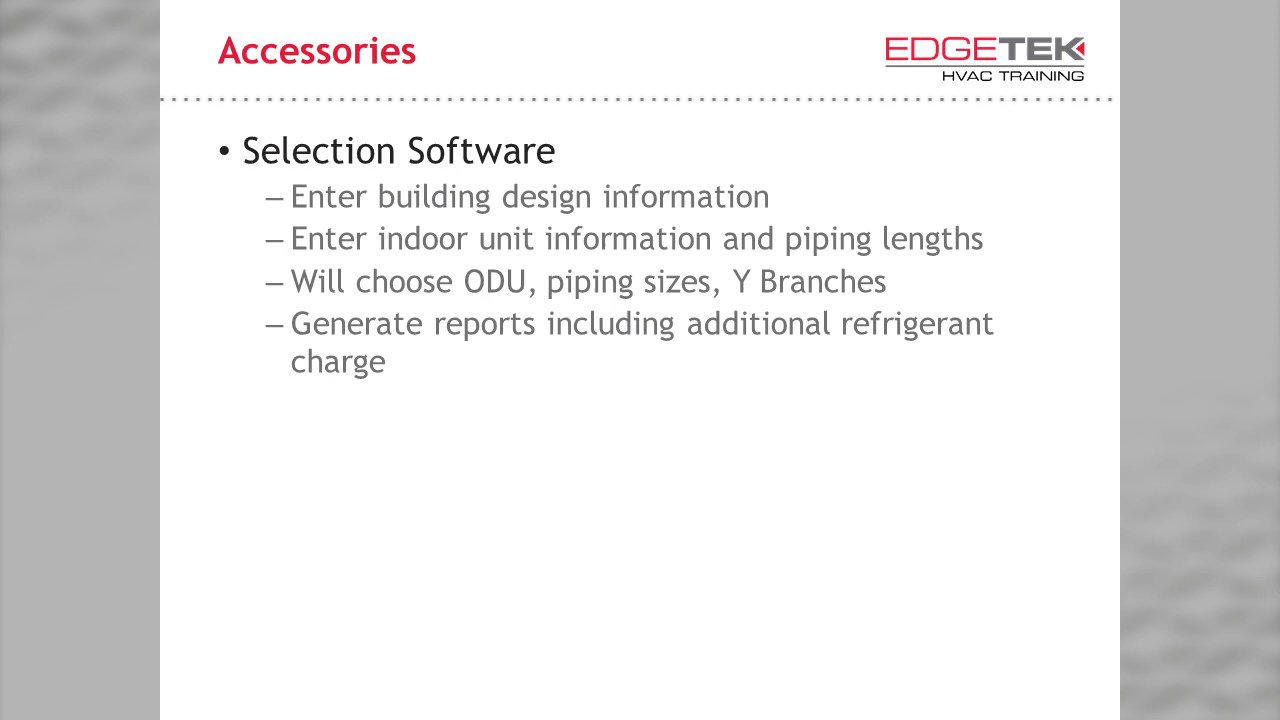 Accessories
EDGETEK
HVAC TRAINING
• Selection Software
– Enter building design information
– Enter indoor unit information and piping lengths
– Will choose ODU, piping sizes, Y Branches
– Generate reports including additional refrigerant
charge